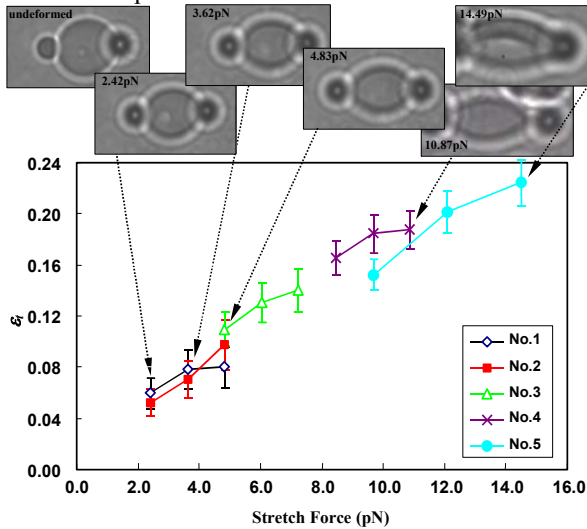 undeformed
2.42pN
3.62pN
4.83pN
14.49pN
10.87pN
0.24
0.20
0.16
0.12
0.08
0.04
0.00
εt
0.0 2.0 4.0 6.0 8.0 10.0 12.0 14.0 16.0
Stretch Force (pN)
No.1
No.2
No.3
No.4
No.5